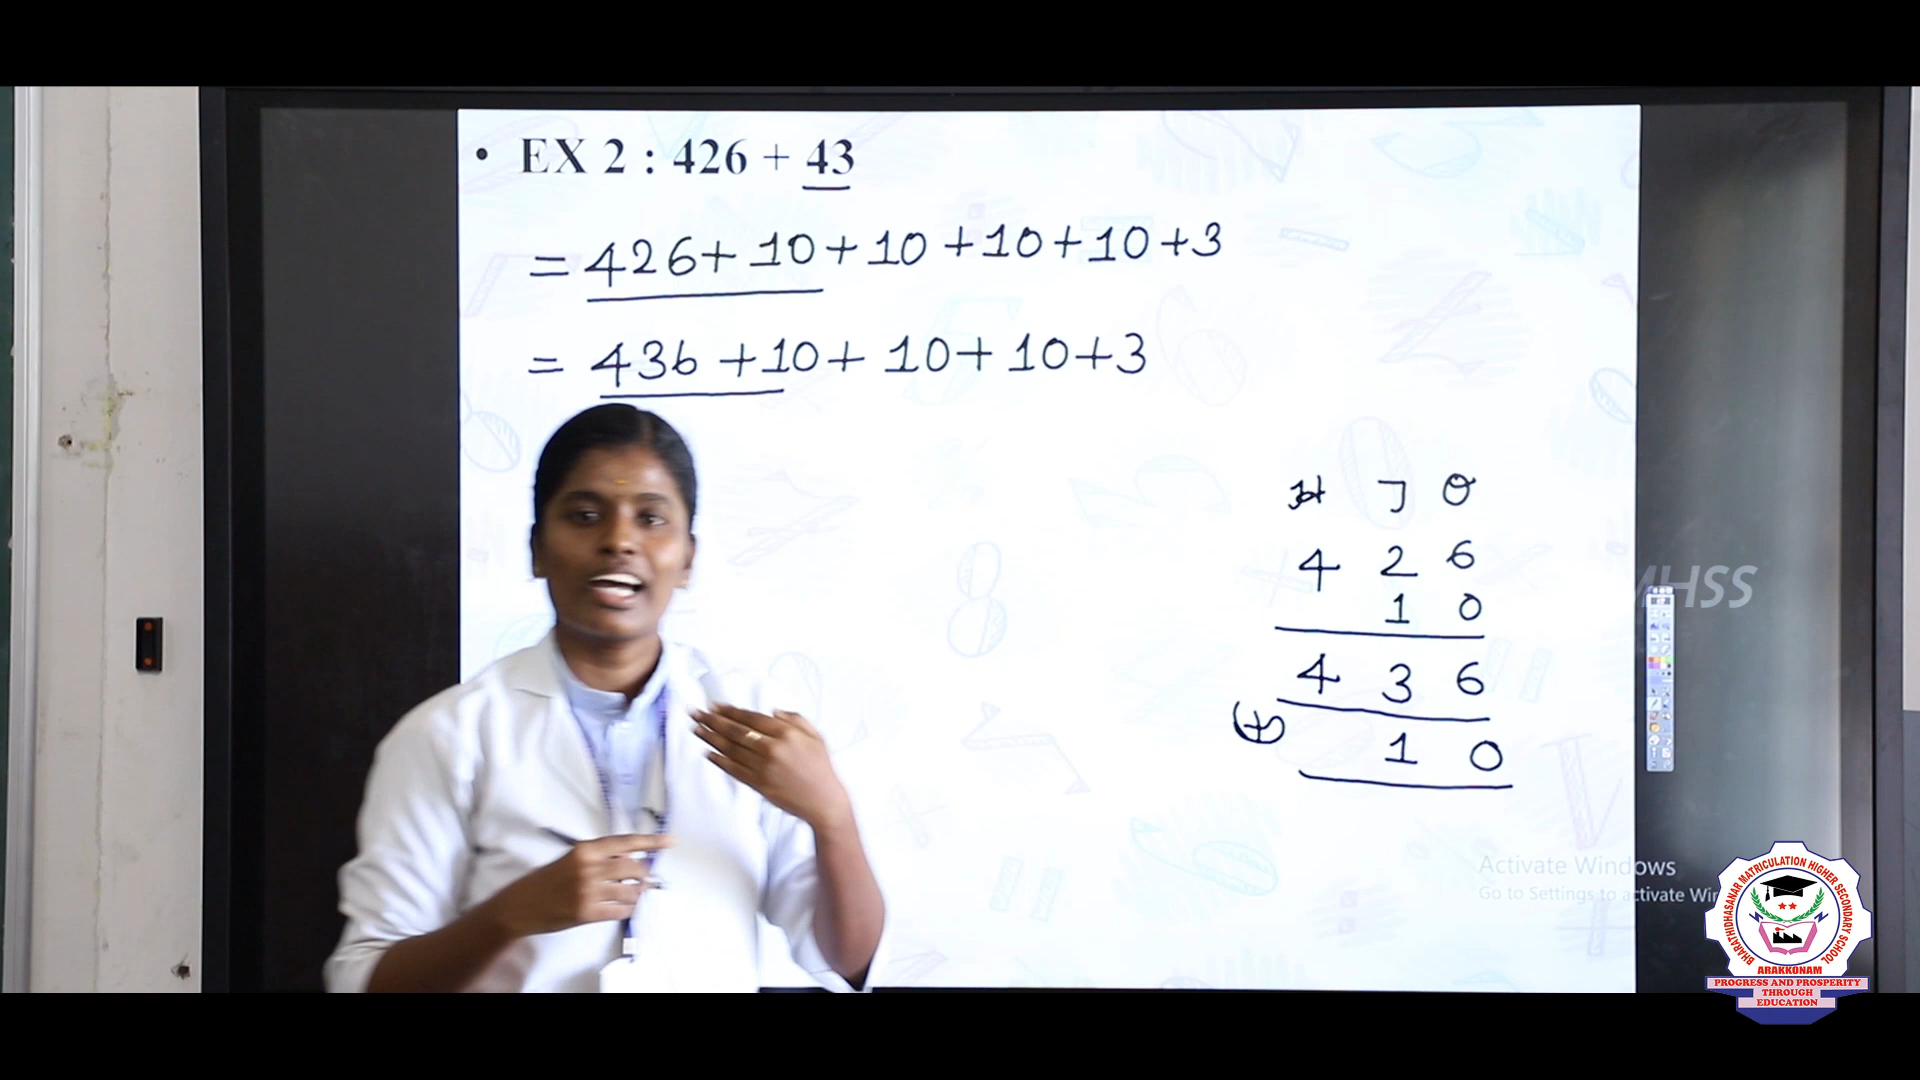 • EX 2 : 426 + 43
= 426+ 10+10 +10+10+3
= 436 +10+ 10+ 10+3
H T O
4 2 6
1 0
4 3 6
(+) 1 0
MHSS
Activate Windows
Go to Settings to activate Win
BHARATHIDHASANAR MATRICULATION HIGHER SECONDARY SCHOOL
ARAKKONAM
PROGRESS AND PROSPERITY
THROUGH
EDUCATION